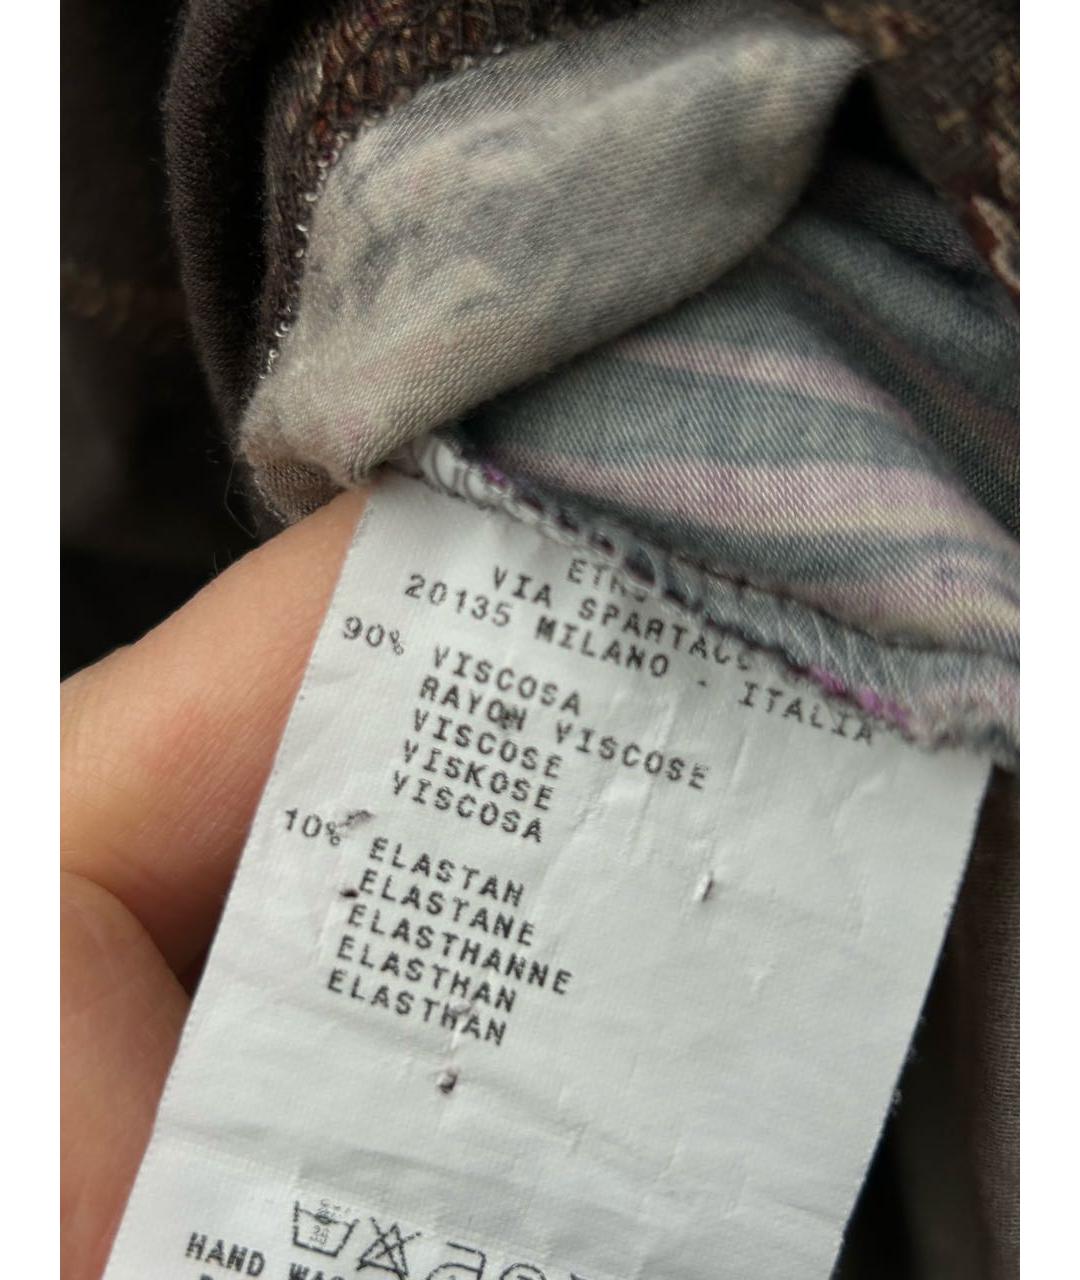 VIA SPARTACO
20135 MILANO - ITALIA
90% VISCOSA
RAYON VISCOSE
VISCOSE
VISKOSE
VISCOSA
10% ELASTAN
ELASTANE
ELASTHANNE
ELASTHAN
ELASTHAN
HAND